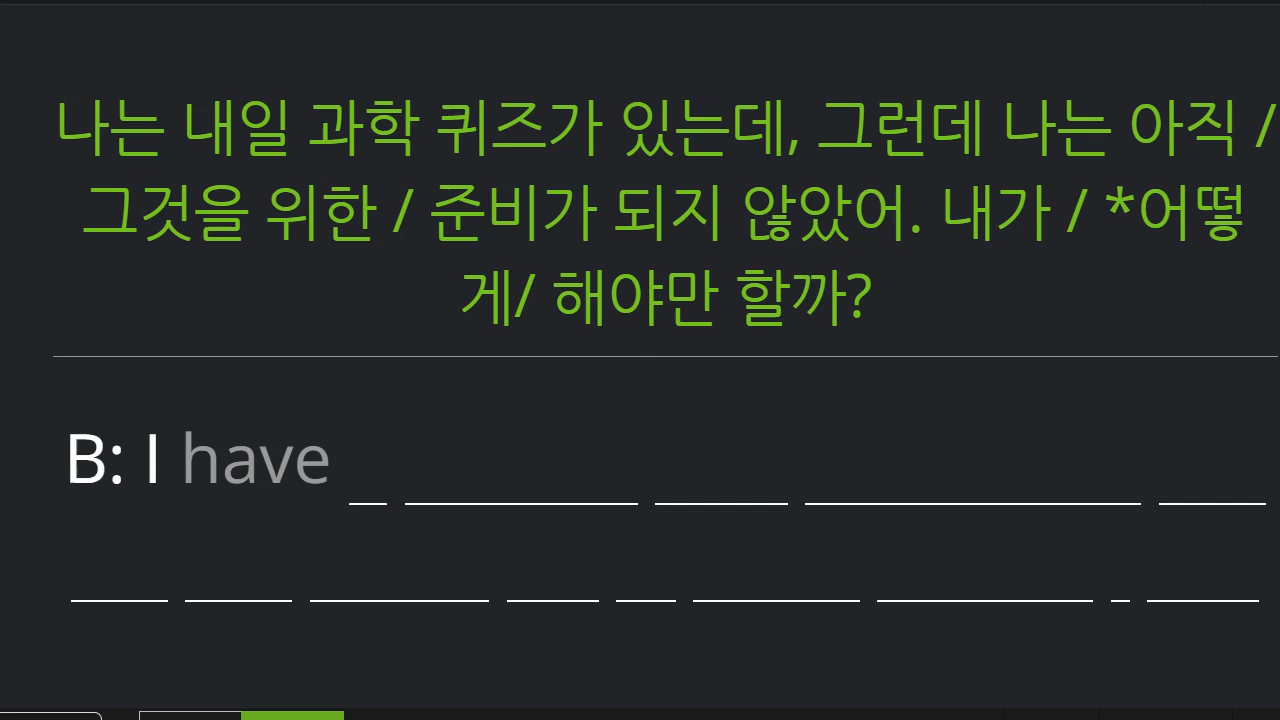 나는 내일 과학 퀴즈가 있는데, 그런데 나는 아직 /
그것을 위한 / 준비가 되지 않았어. 내가 / *어떻
게/ 해야만 할까?
B: I have